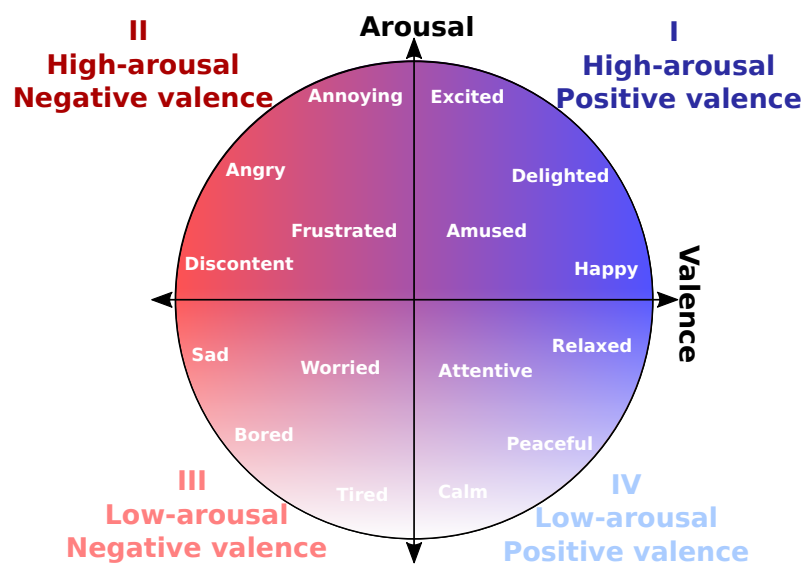 II
High-arousal
Negative valence
Arousal
I
High-arousal
Positive valence
Annoying
Excited
Angry
Delighted
Frustrated
Amused
Discontent
Happy
Valence
Sad
Worried
Attentive
Relaxed
Bored
Peaceful
Tired
Calm
III
Low-arousal
Negative valence
IV
Low-arousal
Positive valence